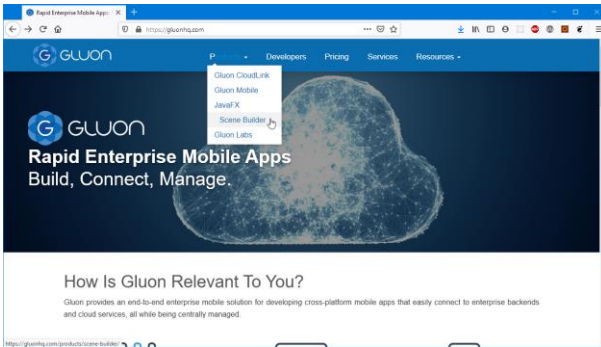 Rapid Enterprise Mobile Apps
https://gluonhq.com
GLUON
Developers Pricing Services Resources
Gluon CloudLink
Gluon Mobile
JavaFX
Scene Builder
Gluon Labs
GLUON
Rapid Enterprise Mobile Apps
Build, Connect, Manage.
How Is Gluon Relevant To You?
Gluon provides an end-to-end enterprise mobile solution for developing cross-platform mobile apps that easily connect to enterprise backends
and cloud services, all while being centrally managed.
https://gluonhq.com/products/scene-builder/